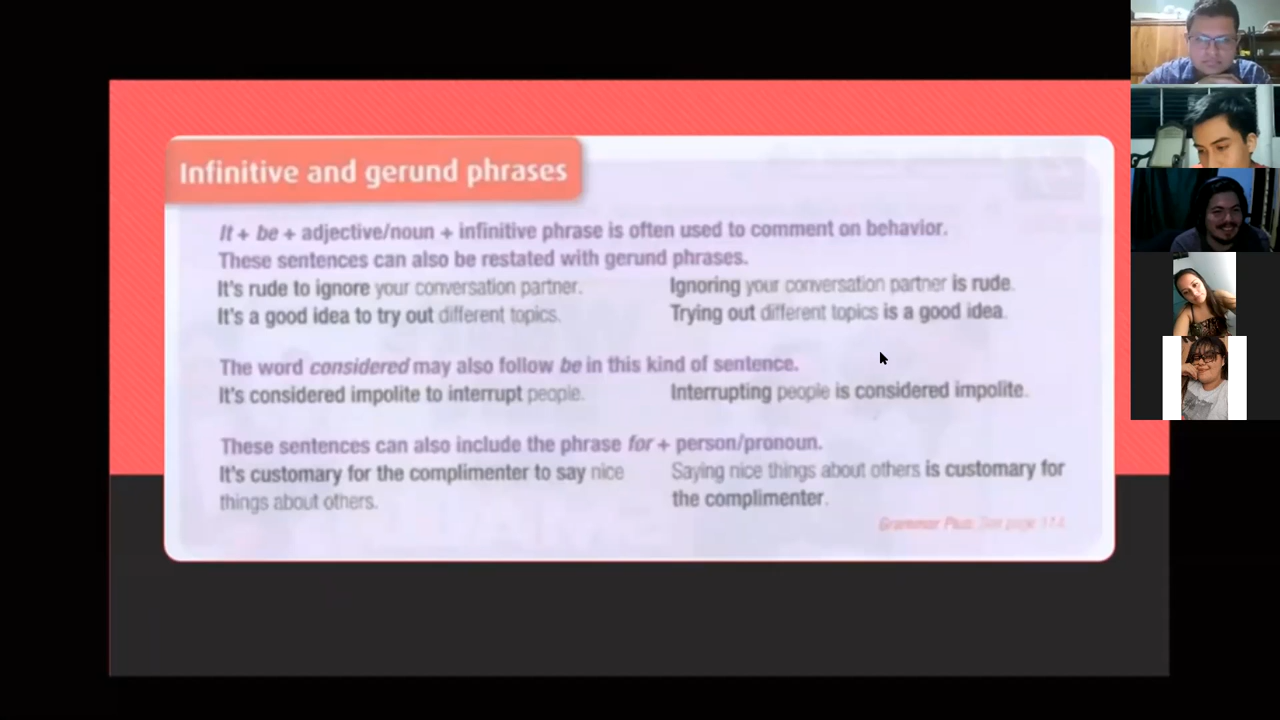 Infinitive and gerund phrases
It + be + adjective/noun + infinitive phrase is often used to comment on behavior.
These sentences can also be restated with gerund phrases.
It's rude to ignore your conversation partner. Ignoring your conversation partner is rude.
It's a good idea to try out different topics. Trying out different topics is a good idea.
The word considered may also follow be in this kind of sentence.
It's considered impolite to interrupt people. Interrupting people is considered impolite.
These sentences can also include the phrase for + person/pronoun.
It's customary for the complimenter to say nice
things about others.
Saying nice things about others is customary for
the complimenter.
Grammar Plus: See page